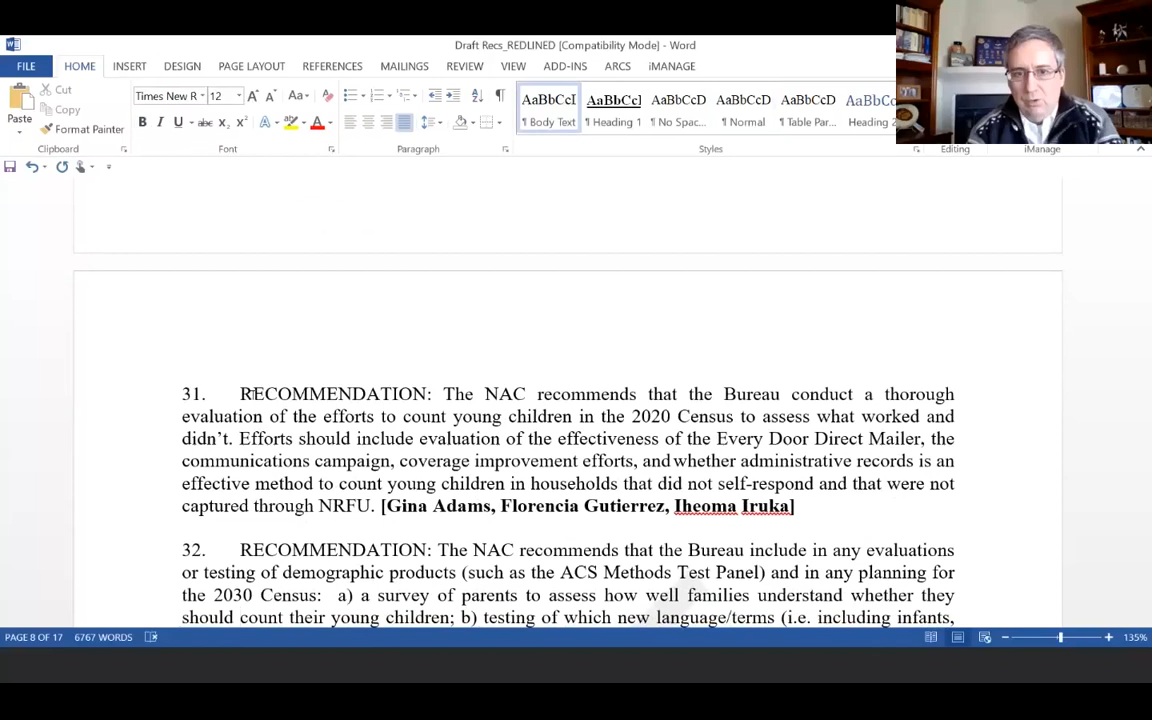 Draft Recs_REDLINED [Compatibility Mode] - Word
FILE HOME INSERT DESIGN PAGE LAYOUT REFERENCES MAILINGS REVIEW VIEW ADD-INS ARCS iMANAGE
Paste
Cut
Copy
Format Painter
Times New R 12
AaBbCcI AaBbCcI AaBbCcD AaBbCcD AaBbCcD AaBbCc
¶ Body Text ¶ Heading 1 ¶ No Spac... ¶ Normal ¶ Table Par... Heading 2
Clipboard Font Paragraph Styles Editing iManage
31. RECOMMENDATION: The NAC recommends that the Bureau conduct a thorough
evaluation of the efforts to count young children in the 2020 Census to assess what worked and
didn't. Efforts should include evaluation of the effectiveness of the Every Door Direct Mailer, the
communications campaign, coverage improvement efforts, and whether administrative records is an
effective method to count young children in households that did not self-respond and that were not
captured through NRFU. [Gina Adams, Florencia Gutierrez, Iheoma Iruka]
32. RECOMMENDATION: The NAC recommends that the Bureau include in any evaluations
or testing of demographic products (such as the ACS Methods Test Panel) and in any planning for
the 2030 Census: a) a survey of parents to assess how well families understand whether they
should count their young children; b) testing of which new language/terms (i.e. including infants,
PAGE 8 OF 17 6767 WORDS 135%